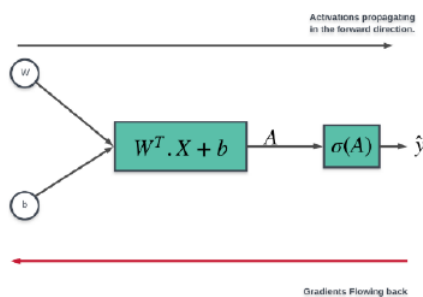 Activations propagating
in the forward direction.
W
W^T . X + b
A
σ(A)
ŷ
b
Gradients Flowing back